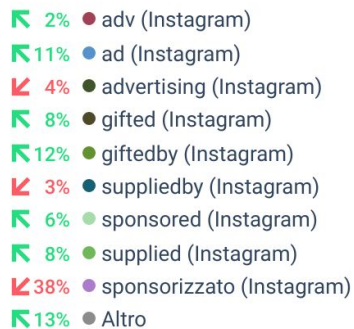 2% adv (Instagram)
11% ad (Instagram)
4% advertising (Instagram)
8% gifted (Instagram)
12% giftedby (Instagram)
3% suppliedby (Instagram)
6% sponsored (Instagram)
8% supplied (Instagram)
38% sponsorizzato (Instagram)
13% Altro